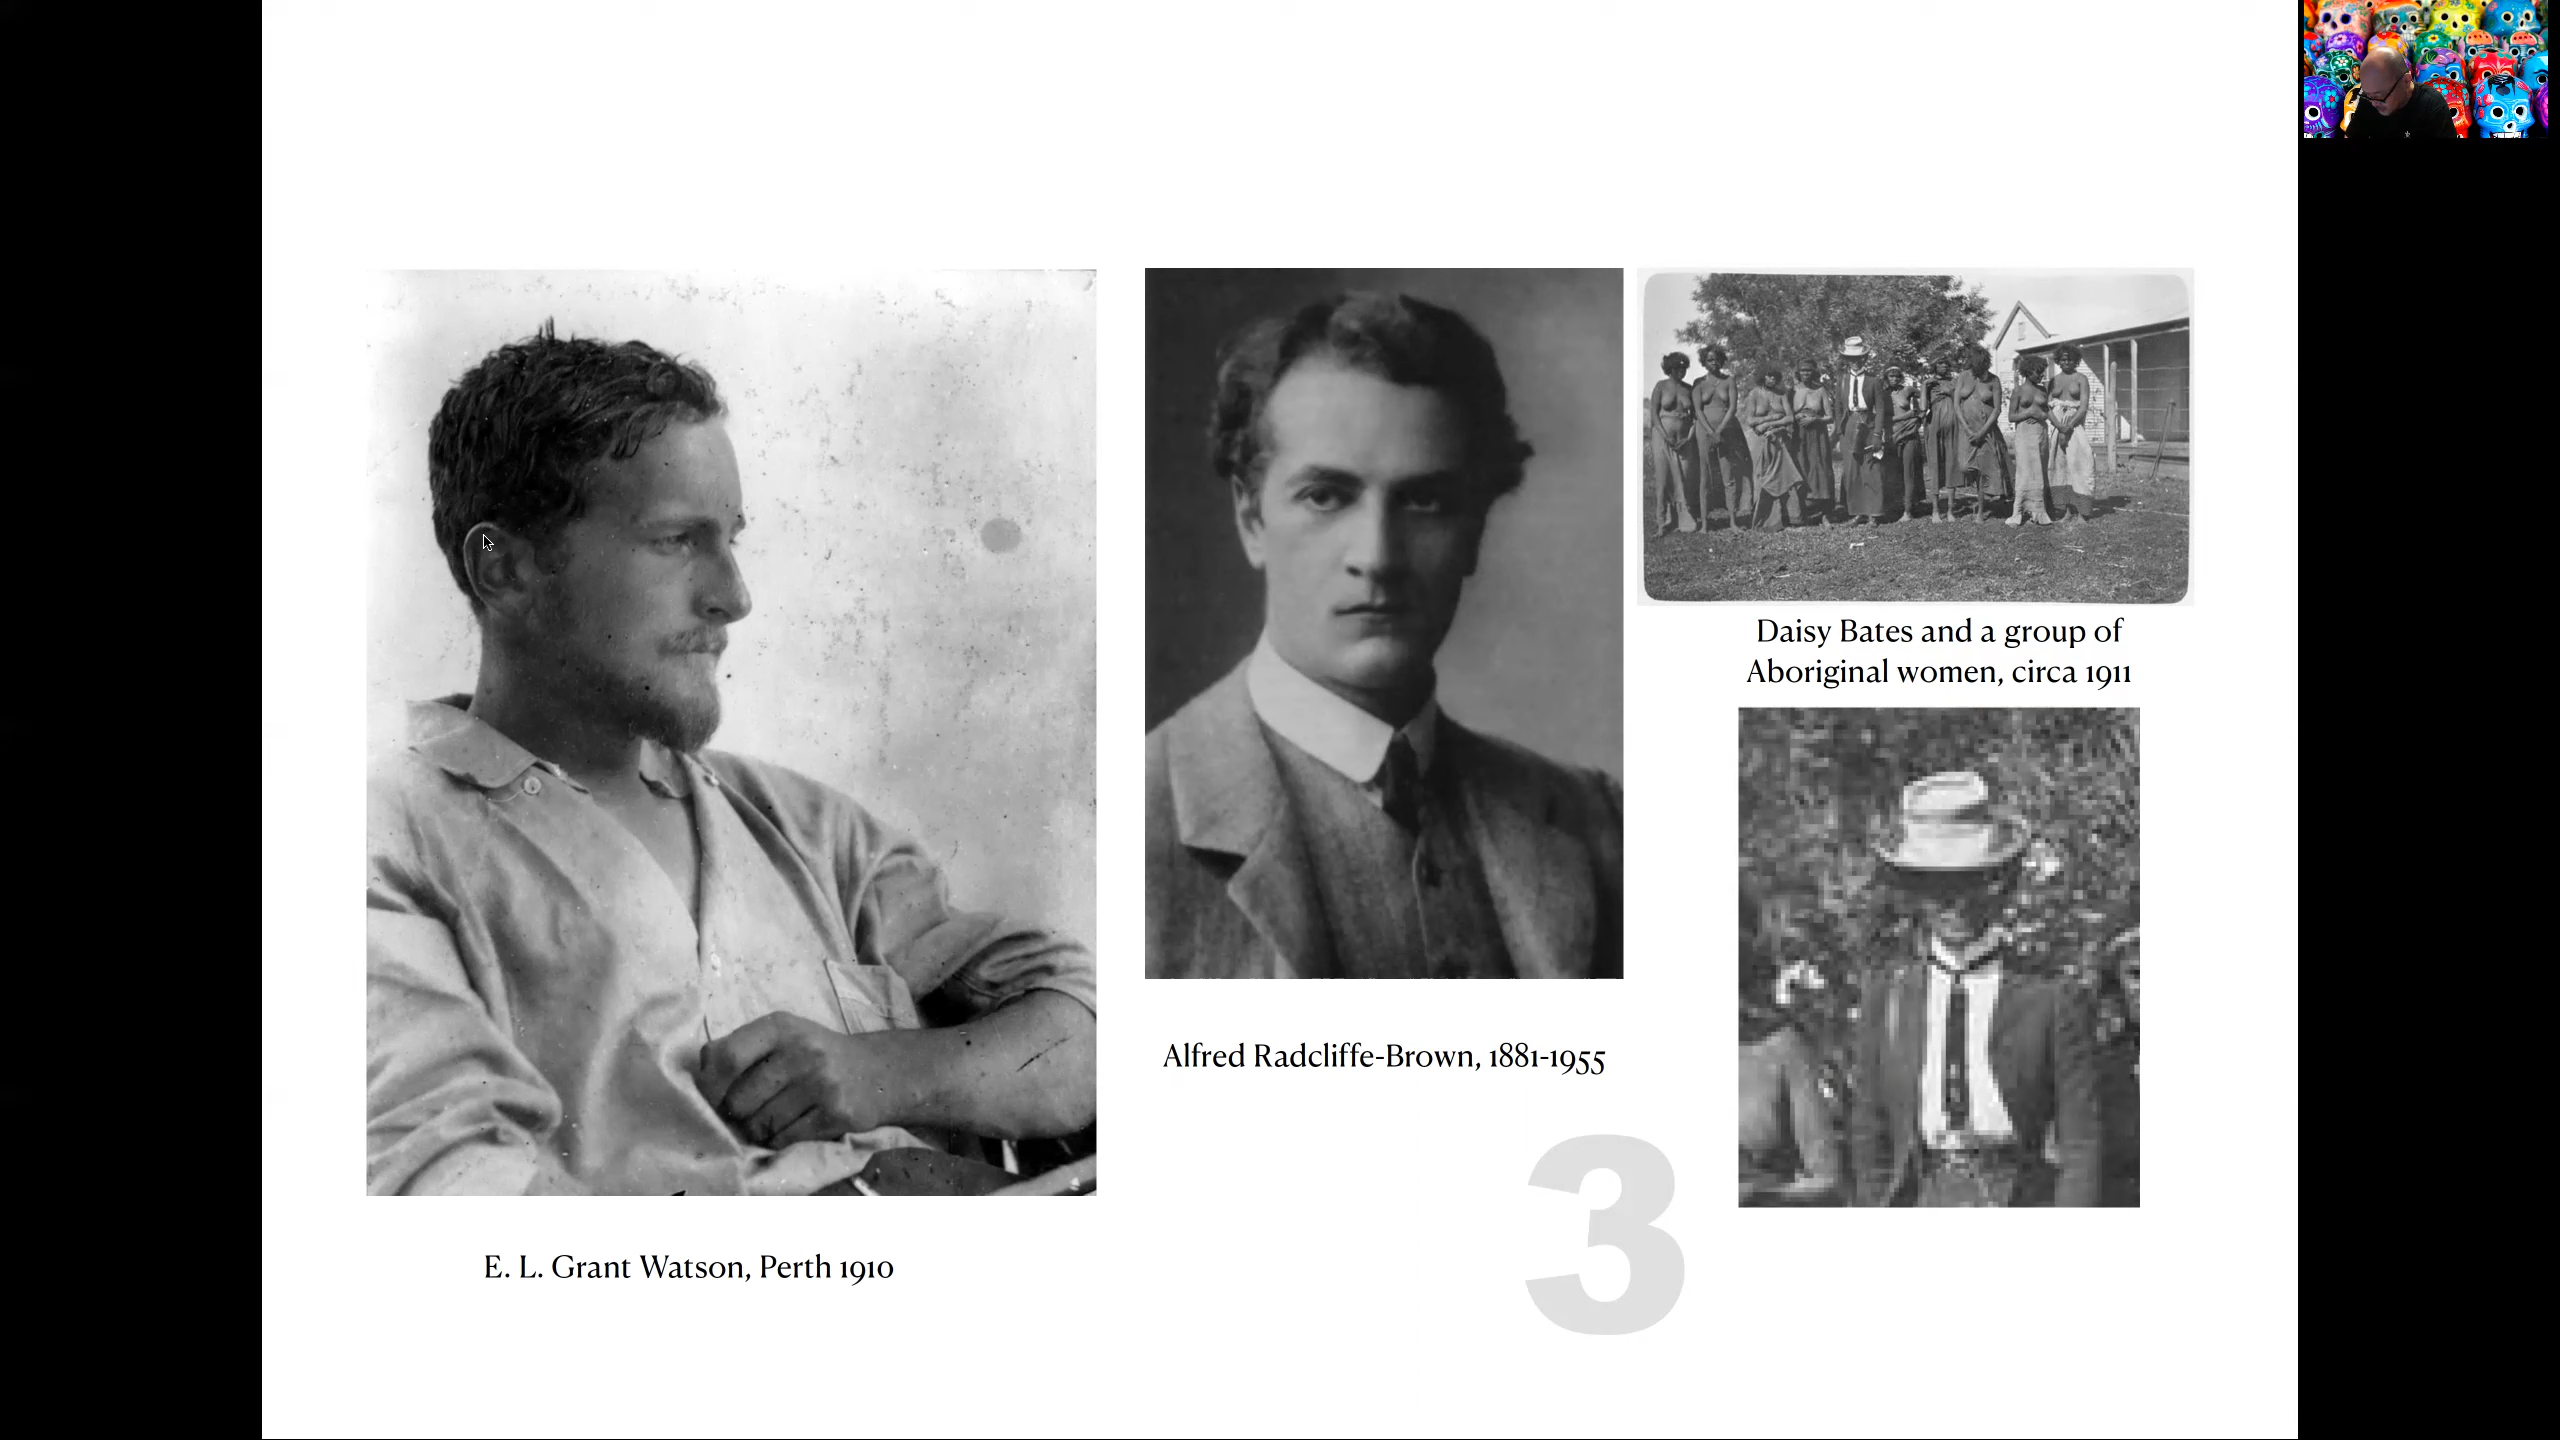 Daisy Bates and a group of
Aboriginal women, circa 1911
Alfred Radcliffe-Brown, 1881-1955
3
E. L. Grant Watson, Perth 1910